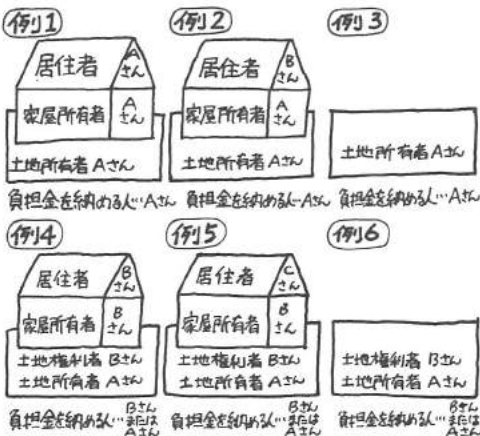 例1
居住者 Aさん
家屋所有者 Aさん
土地所有者 Aさん
負担金を納める人…Aさん
例2
居住者 Bさん
家屋所有者 Aさん
土地所有者 Aさん
負担金を納める人…Aさん
例3
土地所有者 Aさん
負担金を納める人…Aさん
例4
居住者 Bさん
家屋所有者 Bさん
土地権利者 Bさん
土地所有者 Aさん
負担金を納める人…Bさんまたは Aさん
例5
居住者 Cさん
家屋所有者 Bさん
土地権利者 Bさん
土地所有者 Aさん
負担金を納める人…Bさんまたは Aさん
例6
土地権利者 Bさん
土地所有者 Aさん
負担金を納める人…Bさんまたは Aさん